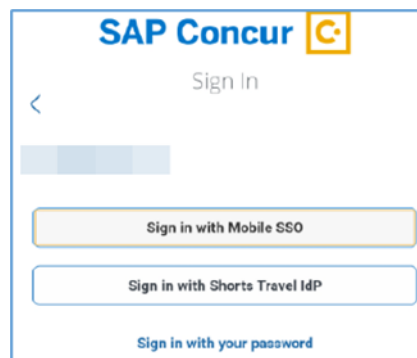 SAP Concur C.
Sign In
Sign in with Mobile SSO
Sign in with Shorts Travel IdP
Sign in with your password